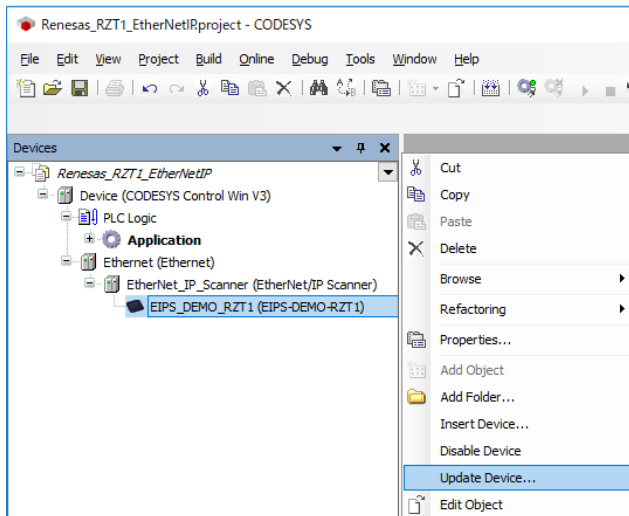 Renesas_RZT1_EtherNetIP.project - CODESYS
File Edit View Project Build Online Debug Tools Window Help
Devices
Renesas_RZT1_EtherNetIP
Device (CODESYS Control Win V3)
PLC Logic
Application
Ethernet (Ethernet)
EtherNet_IP_Scanner (EtherNet/IP Scanner)
EIPS_DEMO_RZT1 (EIPS-DEMO-RZT1)
Cut
Copy
Paste
Delete
Browse
Refactoring
Properties...
Add Object
Add Folder...
Insert Device...
Disable Device
Update Device...
Edit Object